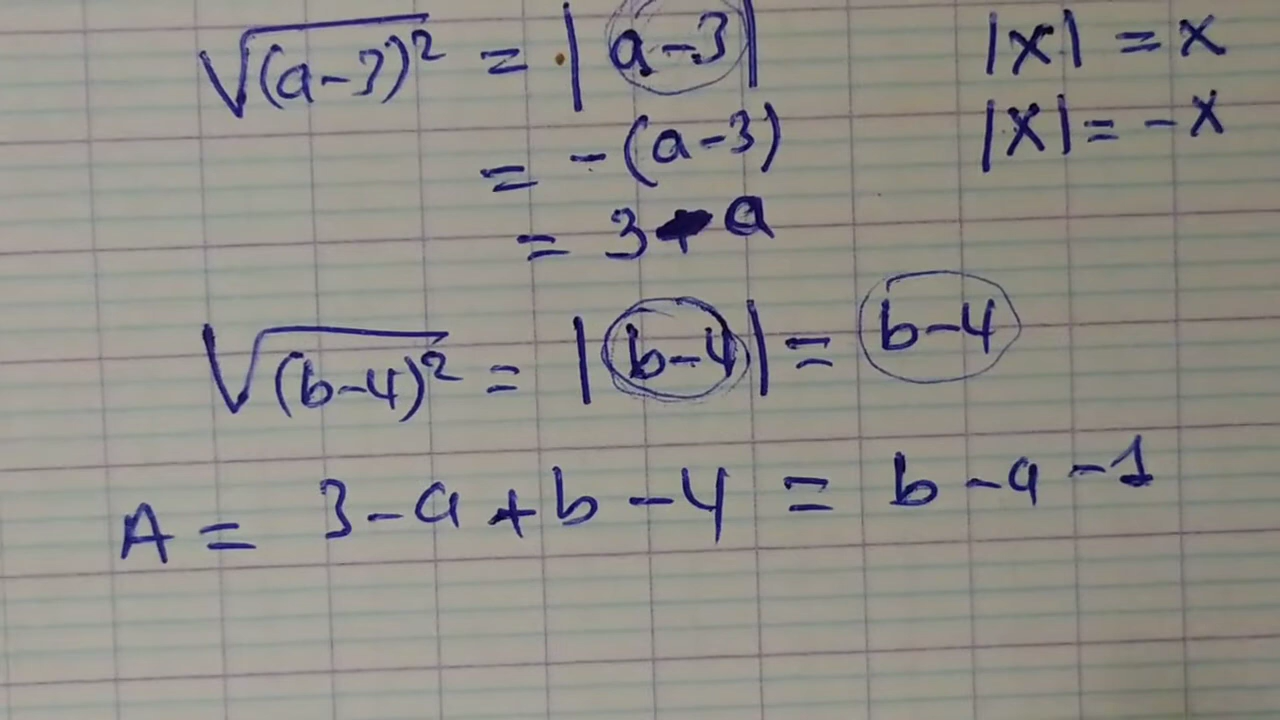 √(a-3)² = |a-3|
|x| = x
= -(a-3)
|x| = -x
= 3 - a
√(b-4)² = |b-4| = b-4
A = 3-a+b-4 = b-a-1